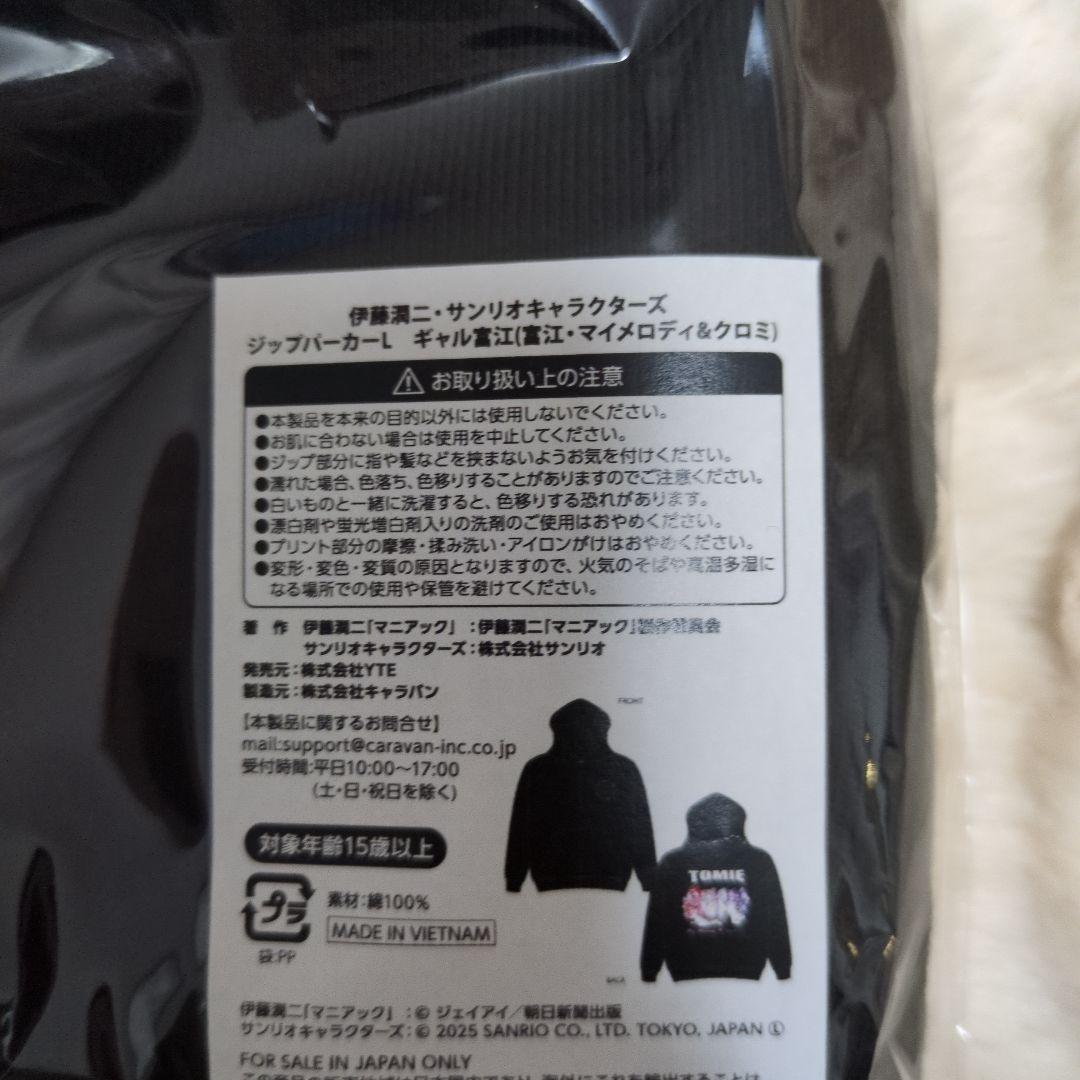 伊藤潤二・サンリオキャラクターズ
ジップパーカーL　ギャル富江(富江・マイメロディ&クロミ)
お取り扱い上の注意
●本製品を本来の目的以外には使用しないでください。
●お肌に合わない場合は使用を中止してください。
●ジップ部分に指や髪などを挟まないようお気を付けください。
●濡れた場合、色落ち、色移りすることがありますのでご注意ください。
●白いものと一緒に洗濯すると、色移りする恐れがあります。
●漂白剤や蛍光増白剤入りの洗剤のご使用はおやめください。
●プリント部分の摩擦・揉み洗い・アイロンがけはおやめください。
●変形・変色・変質の原因となりますので、火気のそばや高温多湿に
なる場所での使用や保管を避けてください。
著　作　伊藤潤二「マニアック」：伊藤潤二「マニアック」製作委員会
サンリオキャラクターズ：株式会社サンリオ
発売元：株式会社YTE
製造元：株式会社キャラバン
【本製品に関するお問合せ】
mail:support@caravan-inc.co.jp
受付時間:平日10:00～17:00
（土・日・祝日を除く）
FRONT
対象年齢15歳以上
TOMIE
プラ
素材：綿100%
MADE IN VIETNAM
袋:PP
BACK
伊藤潤二「マニアック」：© ジェイアイ／朝日新聞出版
サンリオキャラクターズ：© 2025 SANRIO CO., LTD. TOKYO, JAPAN Ⓛ
FOR SALE IN JAPAN ONLY